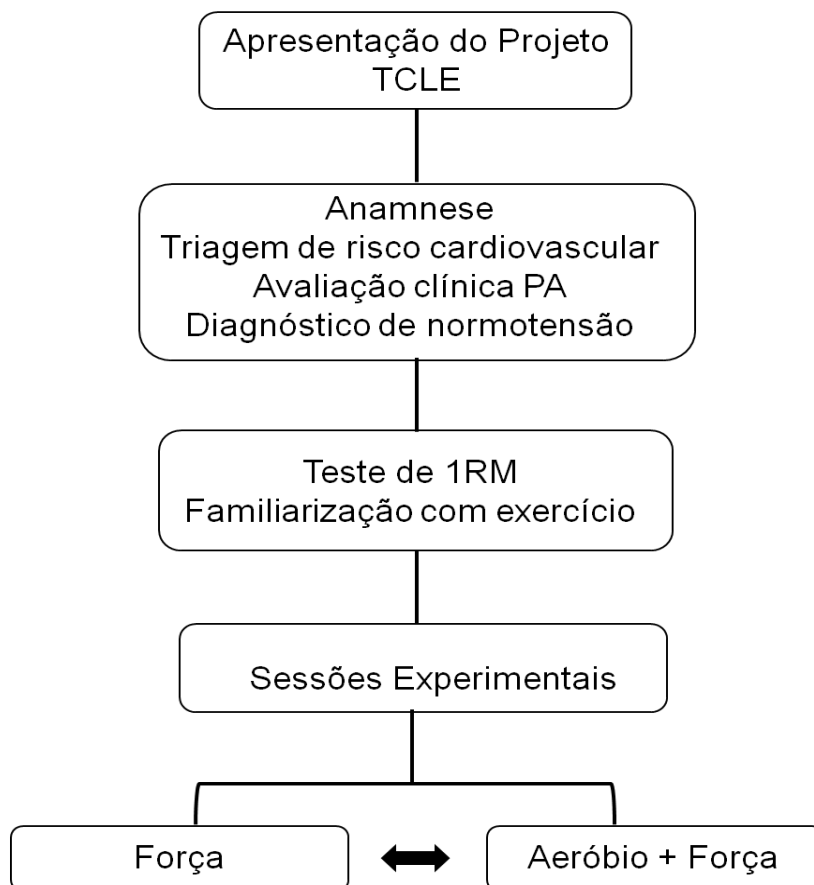 Apresentação do Projeto
TCLE
Anamnese
Triagem de risco cardiovascular
Avaliação clínica PA
Diagnóstico de normotensão
Teste de 1RM
Familiarização com exercício
Sessões Experimentais
Força
Aeróbio + Força